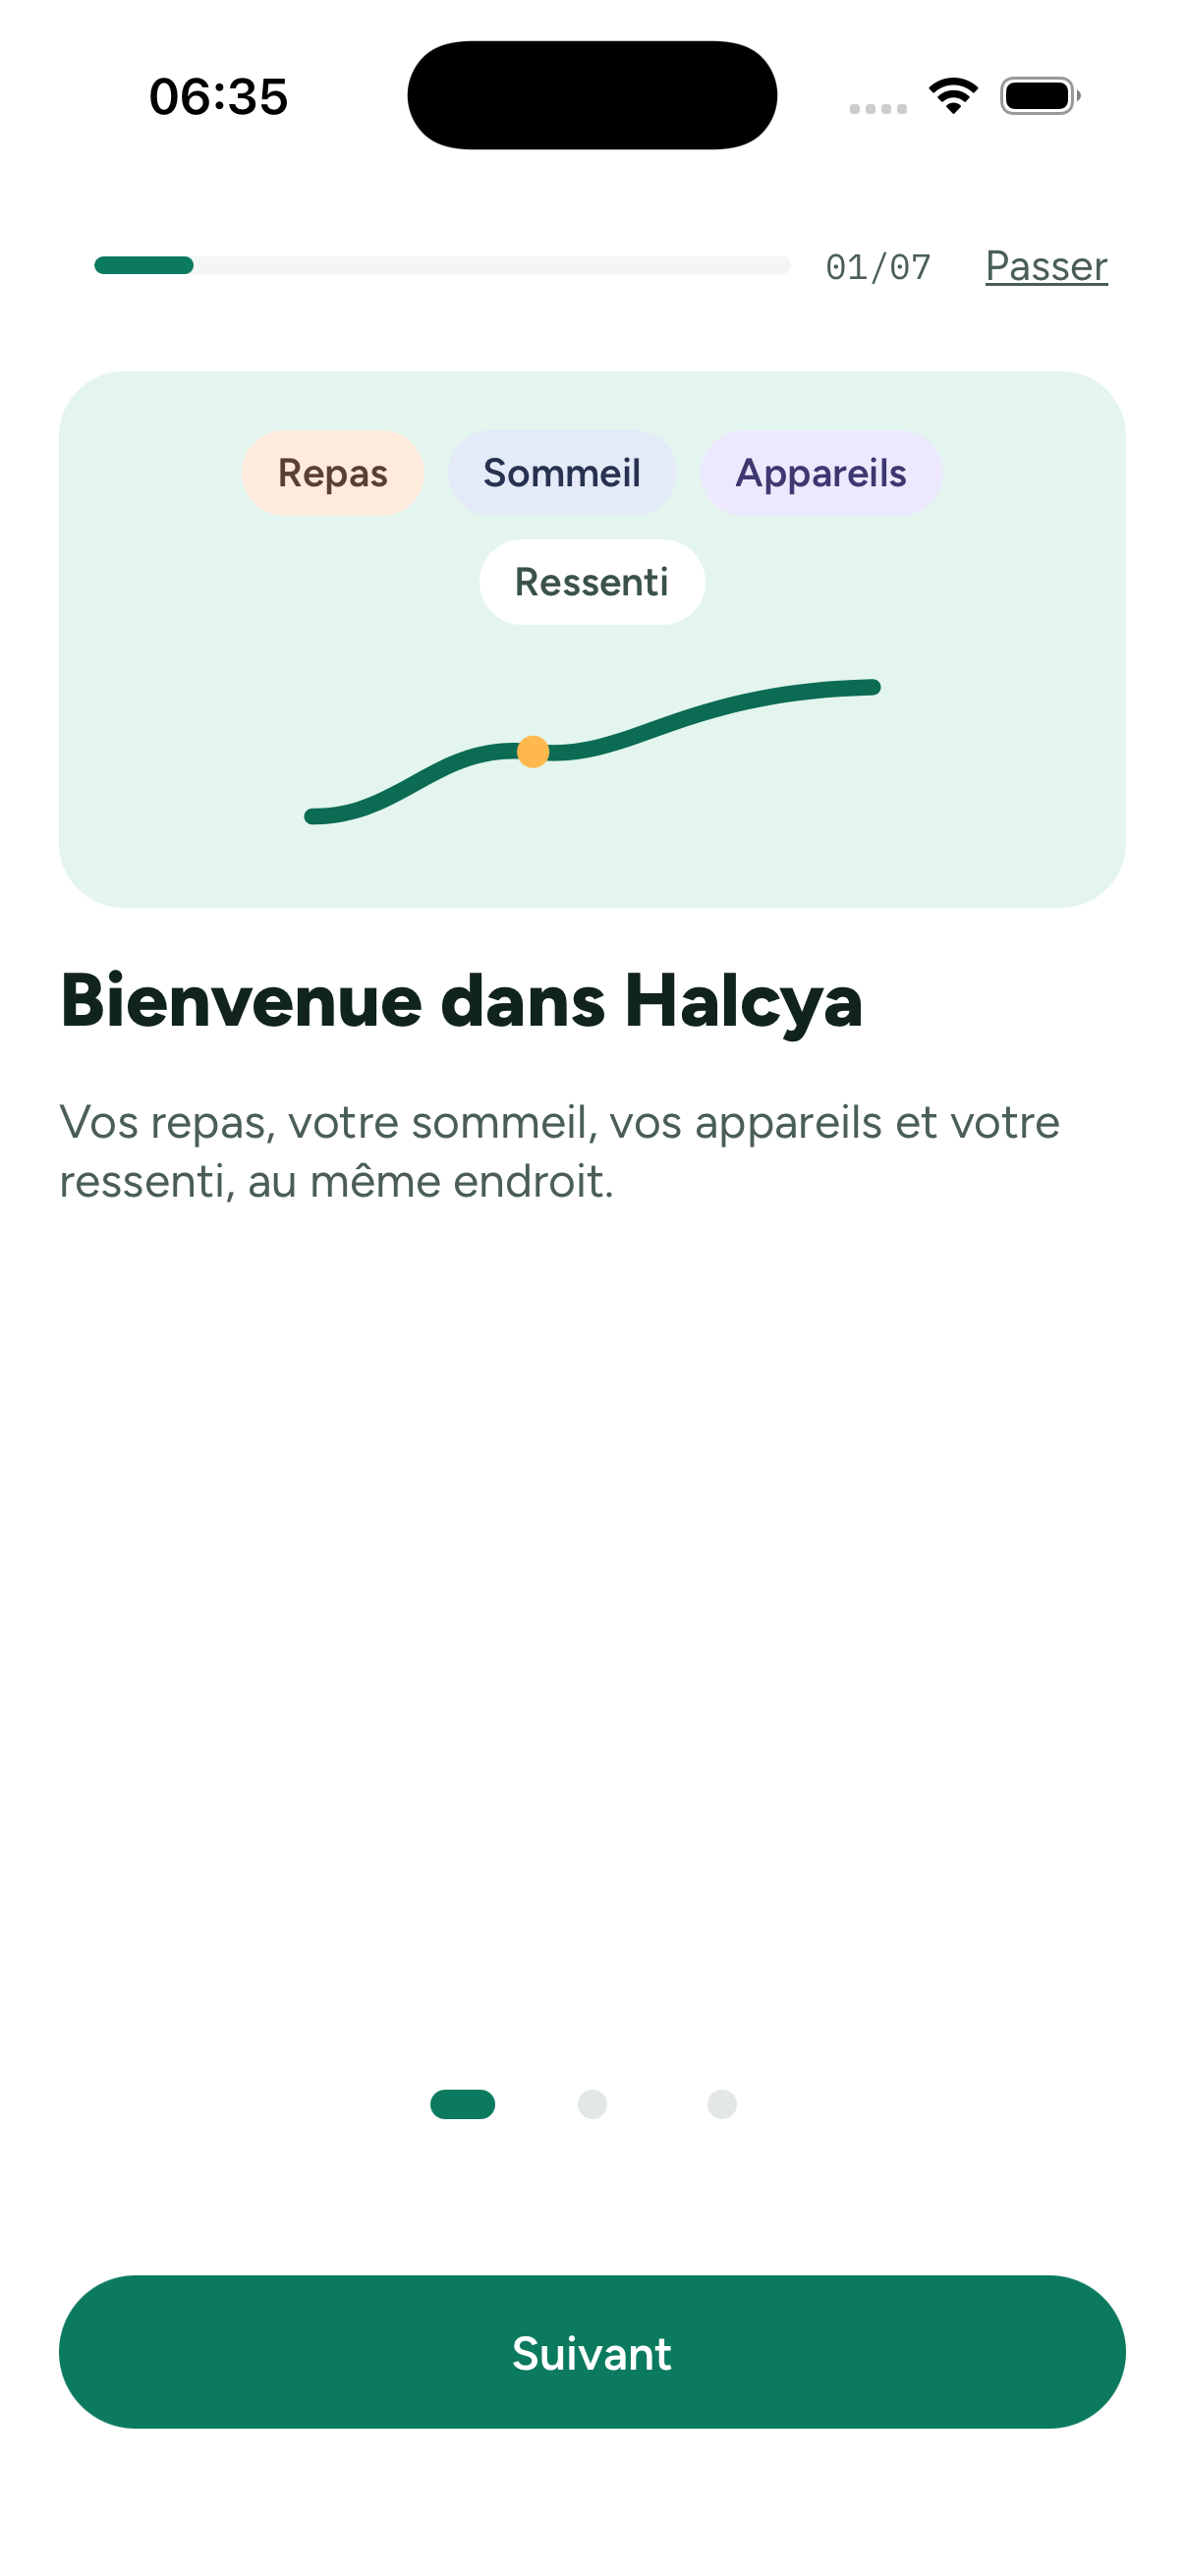 06:35
01/07 Passer
Repas Sommeil Appareils
Ressenti
Bienvenue dans Halcya
Vos repas, votre sommeil, vos appareils et votre
ressenti, au même endroit.
Suivant